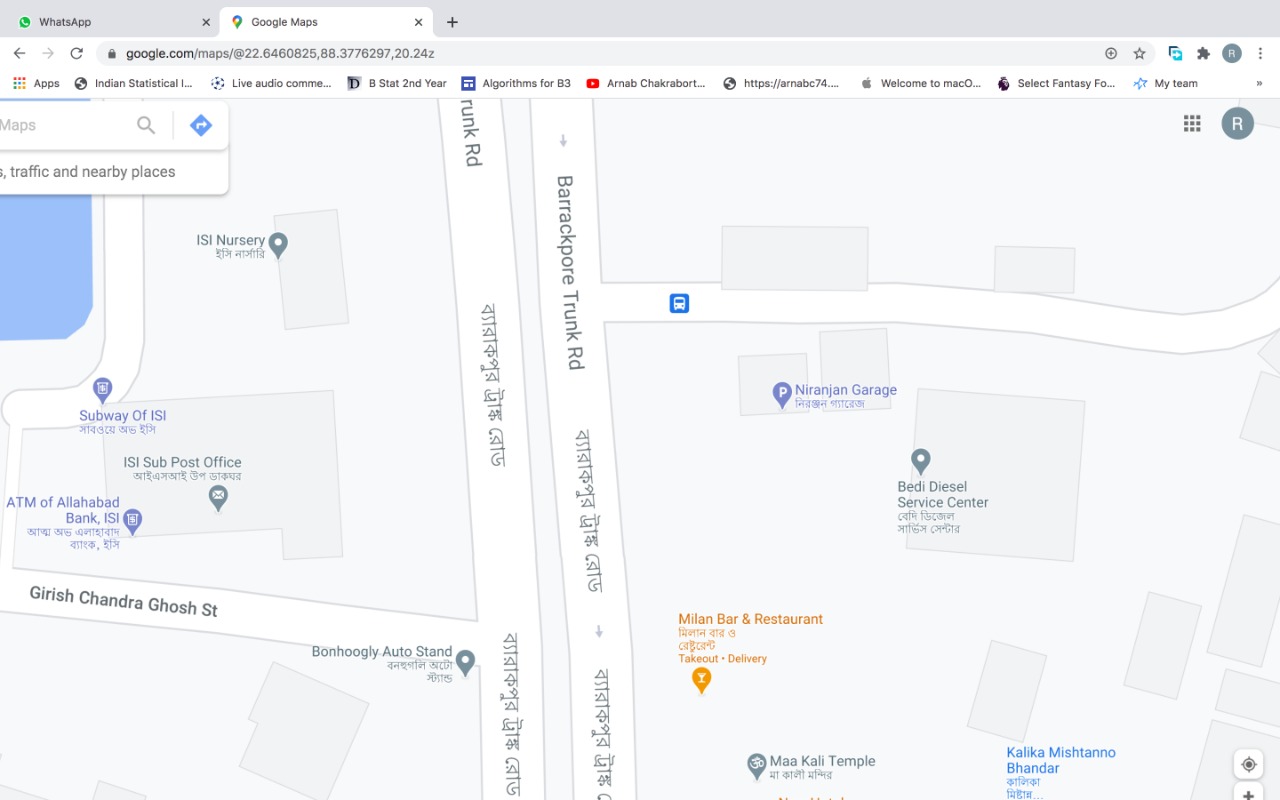 WhatsApp
Google Maps
google.com/maps/@22.6460825,88.3776297,20.24z
R
Apps
Indian Statistical I...
Live audio comme...
B Stat 2nd Year
Algorithms for B3
Arnab Chakrabort...
https://arnabc74....
Welcome to macO...
Select Fantasy Fo...
My team
»
Maps
s, traffic and nearby places
R
runk Rd
Barrackpore Trunk Rd
ISI Nursery
ইসি নার্সারি
ব্যারাকপুর ট্রাঙ্ক রোড
Subway Of ISI
সাবওয়ে অভ ইসি
Niranjan Garage
নিরঞ্জন গ্যারেজ
P
ব্যারাকপুর ট্রাঙ্ক রোড
ISI Sub Post Office
আইএসআই উপ ডাকঘর
ATM of Allahabad
Bank, ISI
আত্ম অভ এলাহাবাদ
ব্যাংক, ইসি
Bedi Diesel
Service Center
বেদি ডিজেল
সার্ভিস সেন্টার
Girish Chandra Ghosh St
Milan Bar & Restaurant
মিলান বার ও
রেষ্টুরেন্ট
Takeout • Delivery
Bonhoogly Auto Stand
বনহুগলি অটো
স্ট্যান্ড
ব্যারাকপুর ট্রাঙ্ক রোড
ব্যারাকপুর ট্রাঙ্ক
Maa Kali Temple
মা কালী মন্দির
Kalika Mishtanno
Bhandar
কালিকা
মিষ্টান্ন...